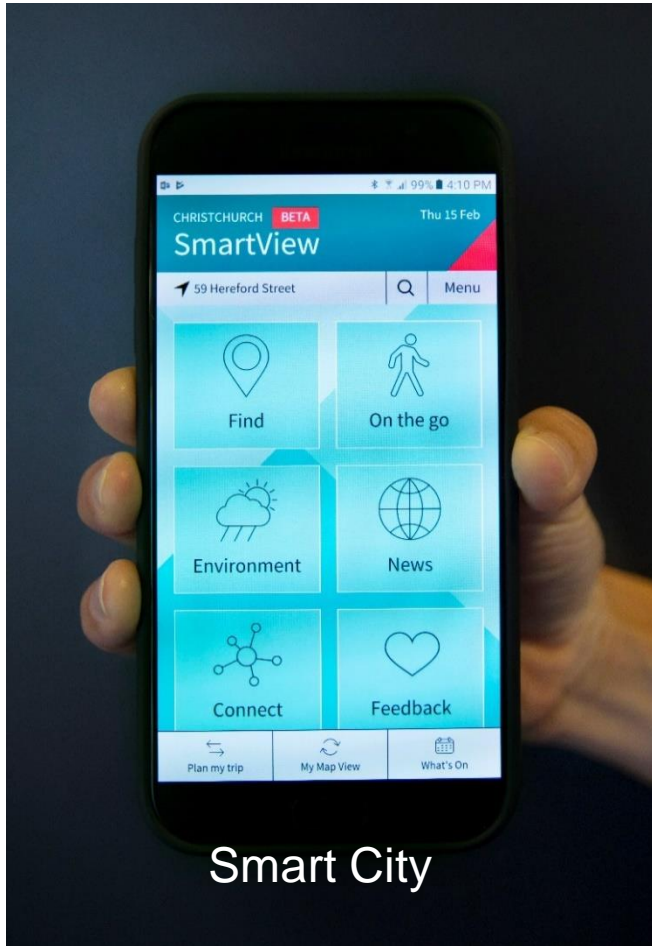 99% 4:10 PM
CHRISTCHURCH BETA Thu 15 Feb
SmartView
59 Hereford Street Menu
Find On the go
Environment News
Connect Feedback
Plan my trip My Map View What's On
Smart City